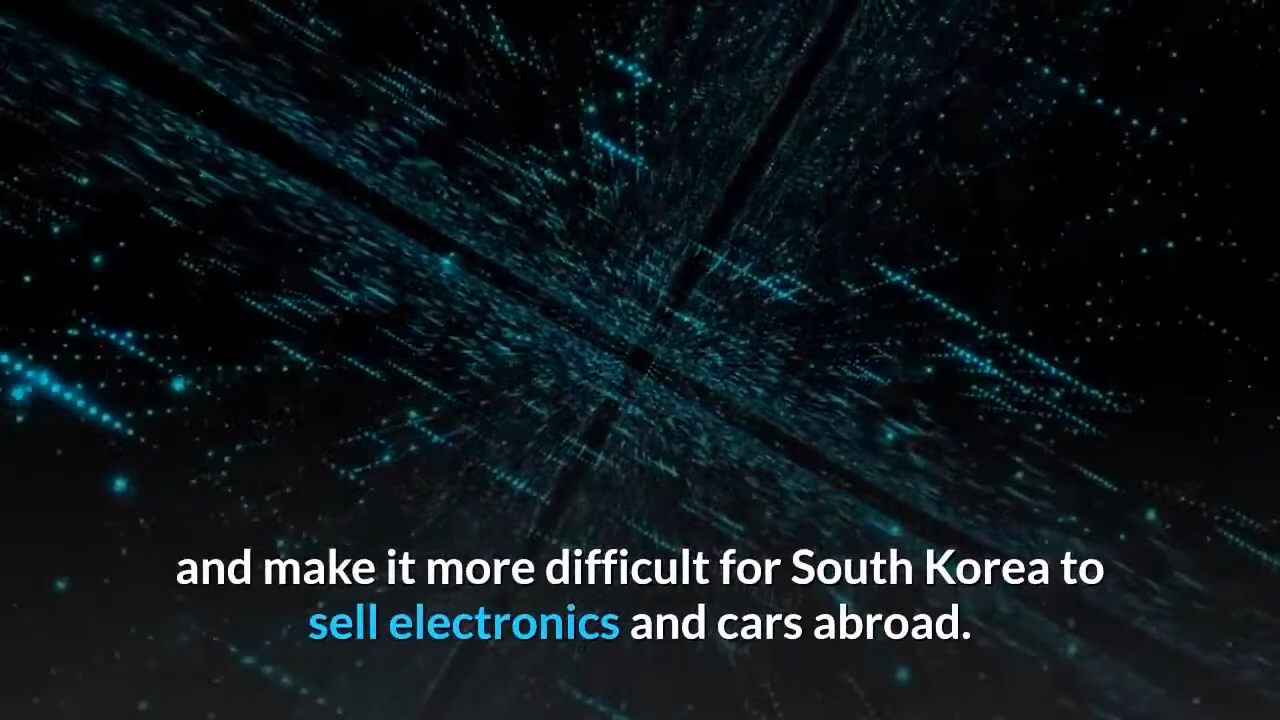 and make it more difficult for South Korea to
sell electronics and cars abroad.